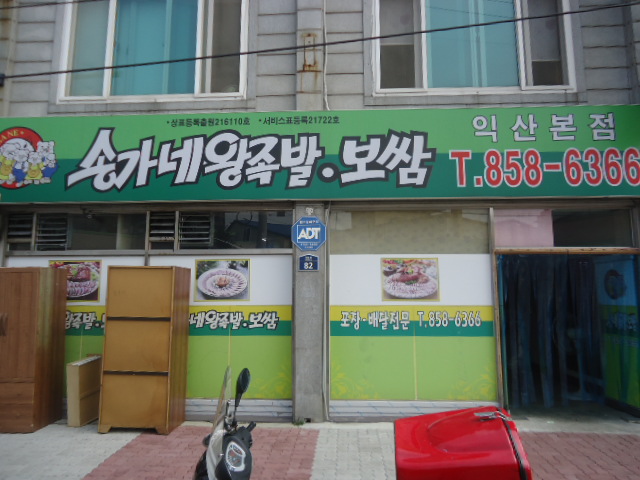 •상표등록출원216110호 •서비스표등록21722호
송가네왕족발·보쌈
익산본점
T.858-6366
ADT
82
네왕족발·보쌈
포장·배달전문 T.858-6366